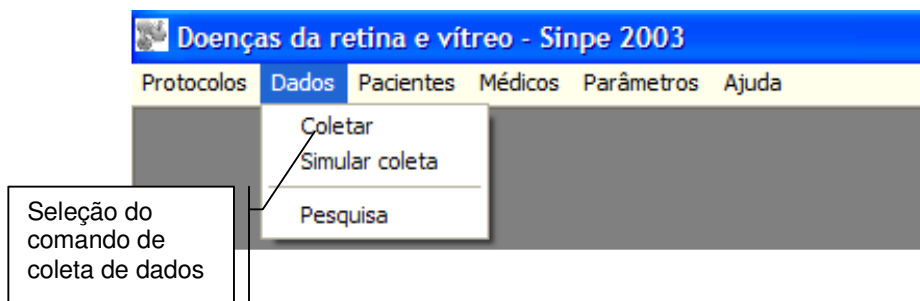 Doenças da retina e vítreo - Sinpe 2003
Protocolos Dados Pacientes Médicos Parâmetros Ajuda
Coletar
Simular coleta
Pesquisa
Seleção do
comando de
coleta de dados